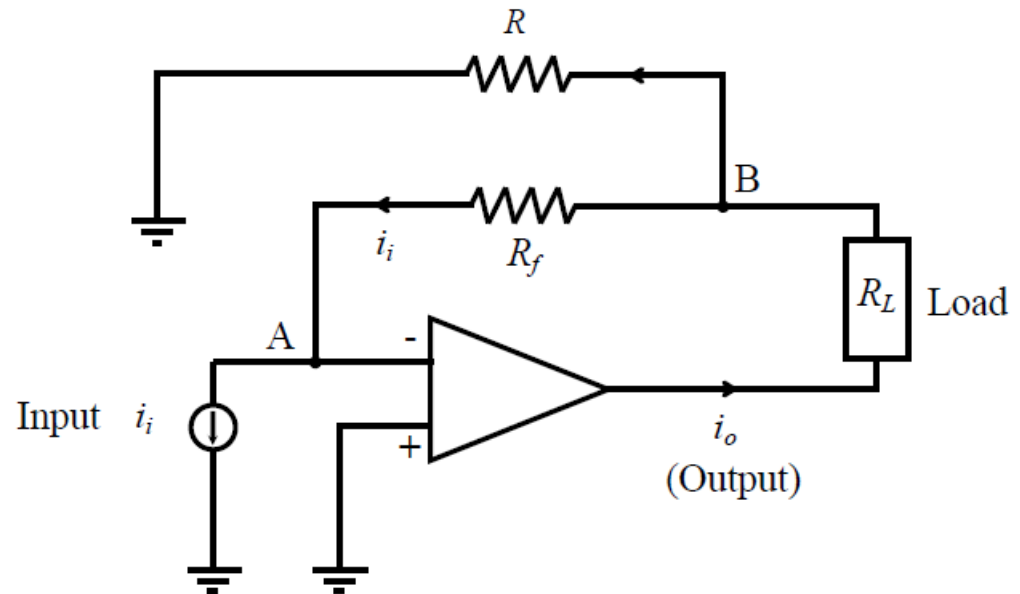 R
B
i_i
R_f
R_L Load
A
-
Input i_i
+
i_o
(Output)